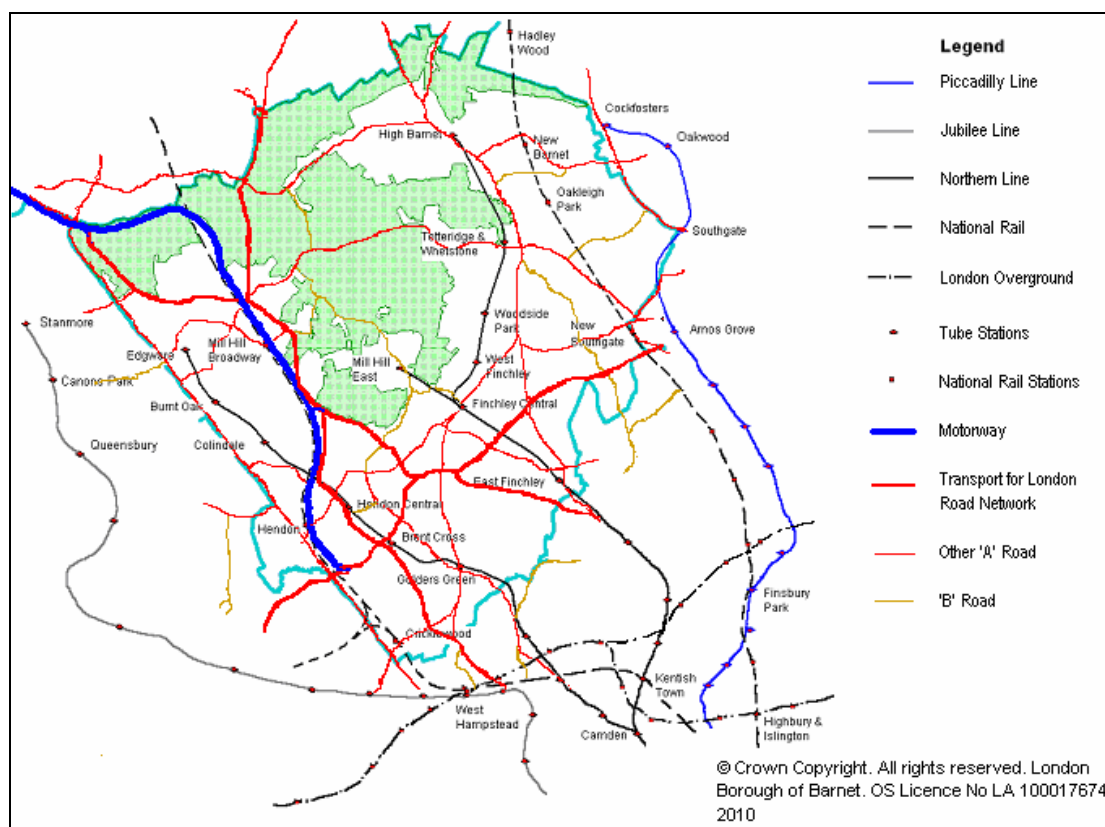 Hadley
Wood
Cockfosters
High Barnet
Oakwood
New
Barnet
Oakleigh
Park
Southgate
Totteridge &
Whetstone
Stanmore
Woodside
Park
New
Southgate
Arnos Grove
Edgware
Mill Hill
Broadway
Mill Hill
East
West
Finchley
Canons Park
Burnt Oak
Finchley Central
Queensbury
Colindale
East Finchley
Hendon Central
Hendon
Brent Cross
Golders Green
Finsbury
Park
Cricklewood
Kentish
Town
West
Hampstead
Camden
Highbury &
Islington
Legend
Piccadilly Line
Jubilee Line
Northern Line
National Rail
London Overground
Tube Stations
National Rail Stations
Motorway
Transport for London
Road Network
Other 'A' Road
'B' Road
© Crown Copyright. All rights reserved. London
Borough of Barnet. OS Licence No LA 100017674
2010